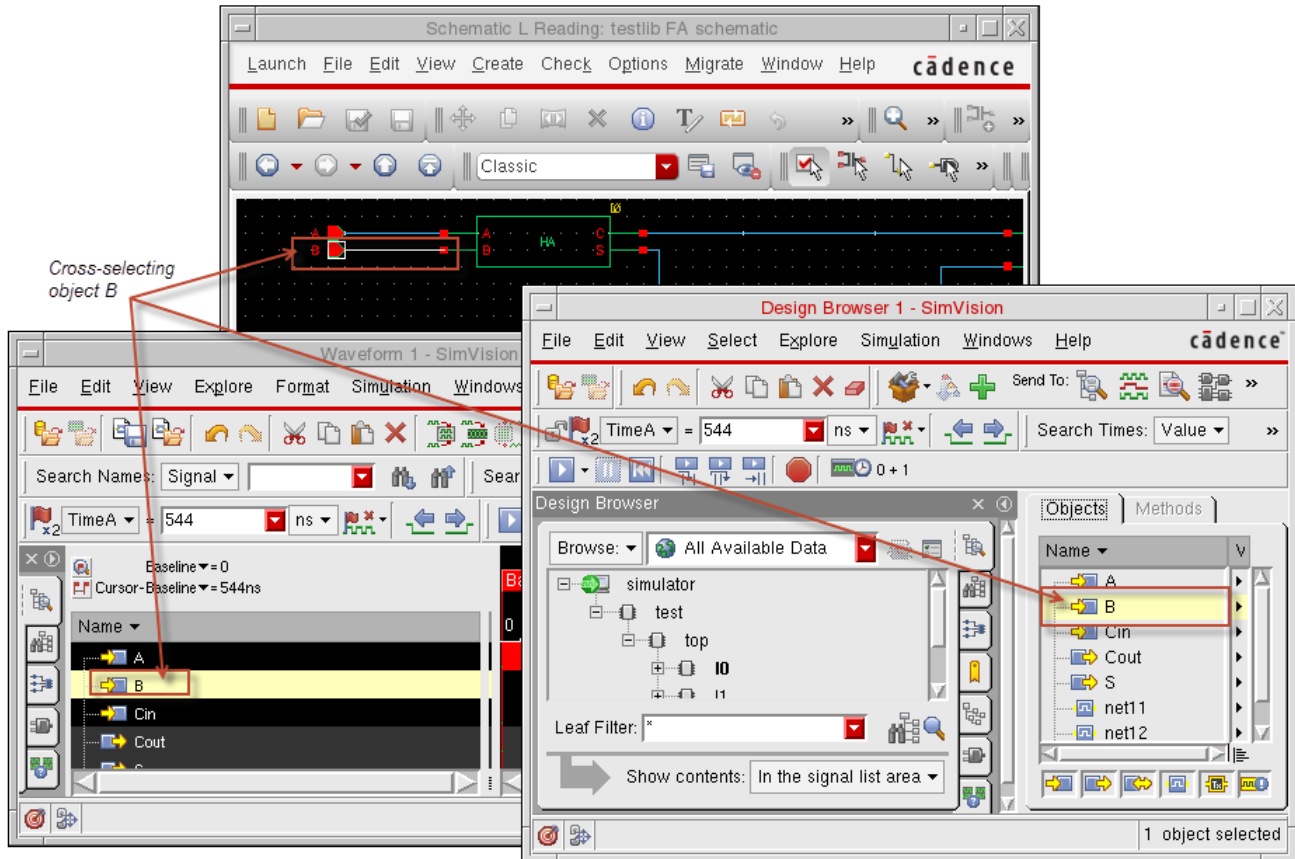 Schematic L Reading: testlib FA schematic
Launch File Edit View Create Check Options Migrate Window Help cādence
Classic
A A C
HA
B B S
Cross-selecting
object B
Waveform 1 - SimVision
File Edit View Explore Format Simulation Windows
Search Names: Signal Sear
x2 TimeA = 544 ns
Baseline = 0
Cursor-Baseline = 544ns
Name
0
A
B
Cin
Cout
Design Browser 1 - SimVision
File Edit View Select Explore Simulation Windows Help cādence
Send To:
x2 TimeA = 544 ns Search Times: Value
0 + 1
Design Browser
Browse: All Available Data
simulator
test
top
I0
I1
Leaf Filter: *
Show contents: In the signal list area
Objects Methods
Name V
A
B
Cin
Cout
S
net11
net12
1 object selected